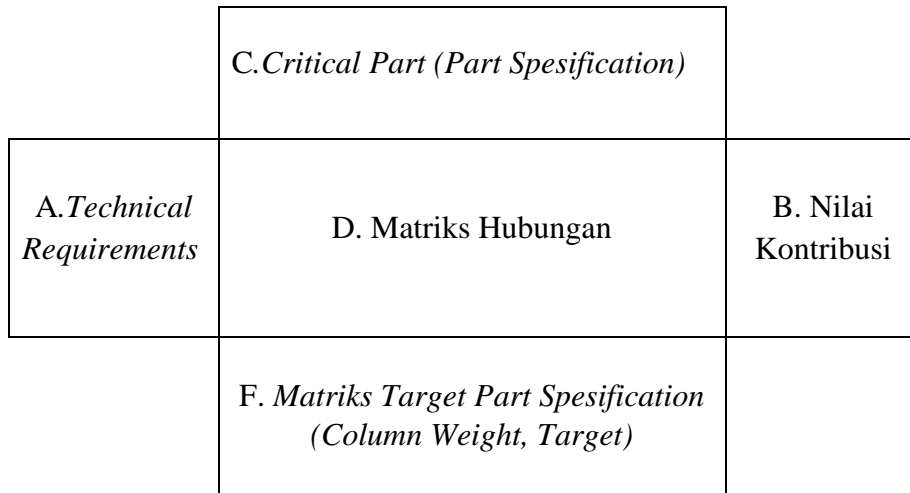 C.Critical Part (Part Spesification)
A.Technical
Requirements
D. Matriks Hubungan
B. Nilai
Kontribusi
F. Matriks Target Part Spesification
(Column Weight, Target)